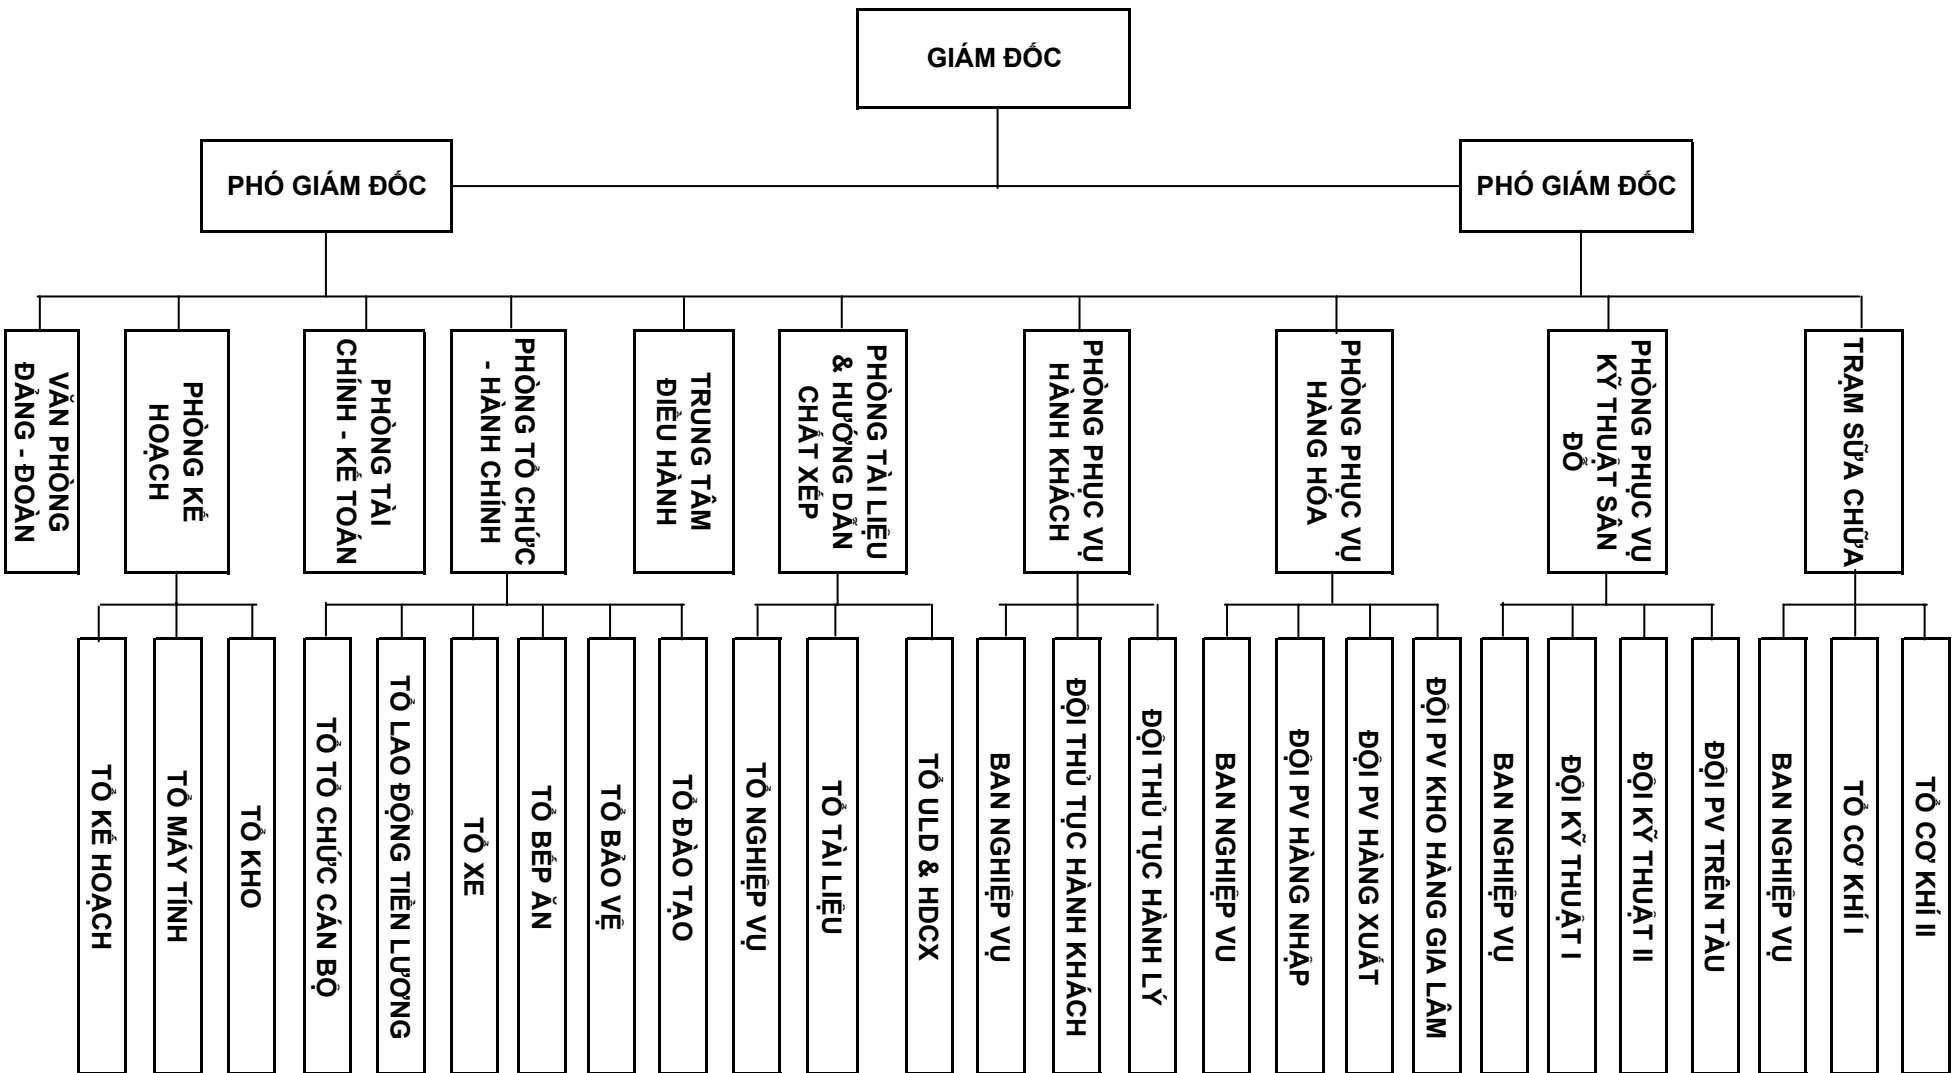 GIÁM ĐỐC
PHÓ GIÁM ĐỐC
PHÓ GIÁM ĐỐC
VĂN PHÒNG
ĐẢNG - ĐOÀN
PHÒNG KẾ
HOẠCH
PHÒNG TÀI
CHÍNH - KẾ TOÁN
PHÒNG TỔ CHỨC
- HÀNH CHÍNH
TRUNG TÂM
ĐIỀU HÀNH
PHÒNG TÀI LIỆU
& HƯỚNG DẪN
CHẤT XẾP
PHÒNG PHỤC VỤ
HÀNH KHÁCH
PHÒNG PHỤC VỤ
HÀNG HÓA
PHÒNG PHỤC VỤ
KỸ THUẬT SÂN
ĐỖ
TRẠM SỮA CHỮA
TỔ KẾ HOẠCH
TỔ MÁY TÍNH
TỔ KHO
TỔ TỔ CHỨC CÁN BỘ
TỔ LAO ĐỘNG TIỀN LƯƠNG
TỔ XE
TỔ BẾP ĂN
TỔ BẢO VỆ
TỔ ĐÀO TẠO
TỔ NGHIỆP VỤ
TỔ TÀI LIỆU
TỔ ULD & HDCX
BAN NGHIỆP VỤ
ĐỘI THỦ TỤC HÀNH KHÁCH
ĐỘI THỦ TỤC HÀNH LÝ
BAN NGHIỆP VỤ
ĐỘI PV HÀNG NHẬP
ĐỘI PV HÀNG XUẤT
ĐỘI PV KHO HÀNG GIA LÂM
BAN NGHIỆP VỤ
ĐỘI KỸ THUẬT I
ĐỘI KỸ THUẬT II
ĐỘI PV TRÊN TÀU
BAN NGHIỆP VỤ
TỔ CƠ KHÍ I
TỔ CƠ KHÍ II